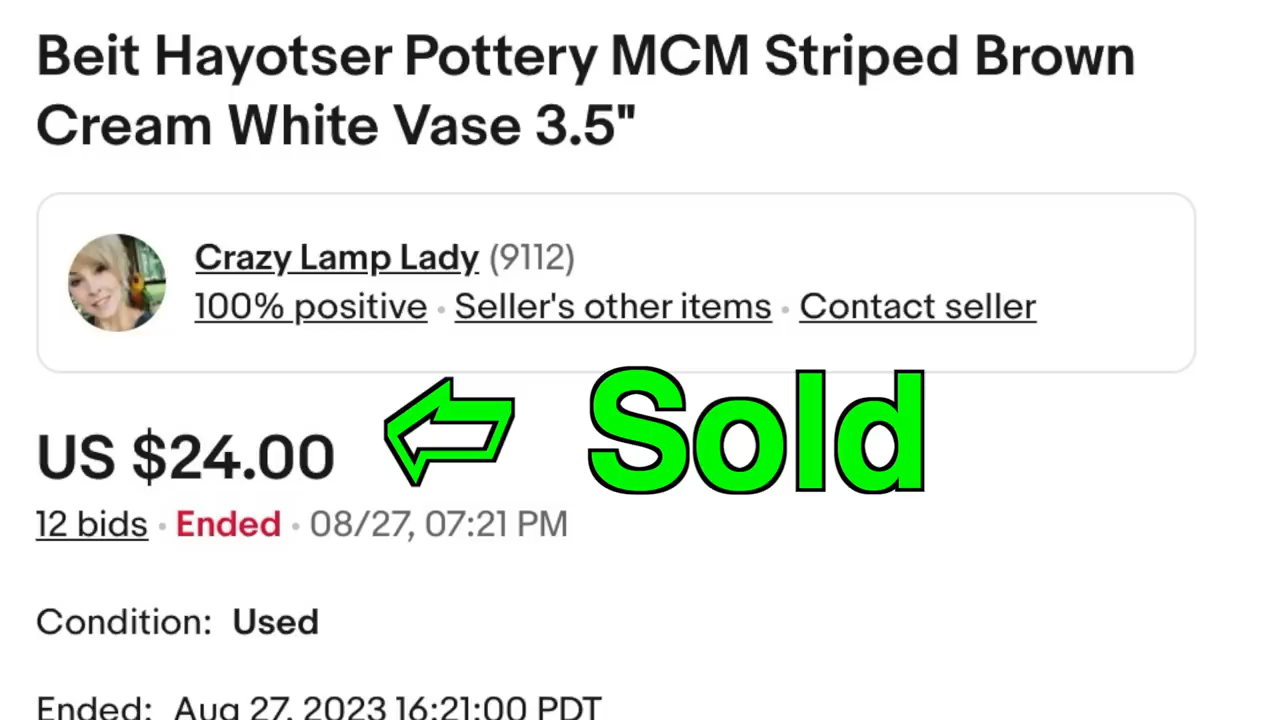 Beit Hayotser Pottery MCM Striped Brown
Cream White Vase 3.5"
Crazy Lamp Lady (9112)
100% positive • Seller's other items • Contact seller
US $24.00
Sold
12 bids • Ended • 08/27, 07:21 PM
Condition: Used
Ended: Aug 27, 2023 16:21:00 PDT